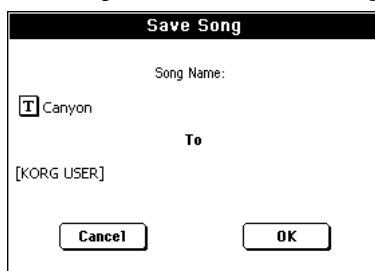 Save Song
Song Name:
T Canyon
To
[KORG USER]
Cancel OK